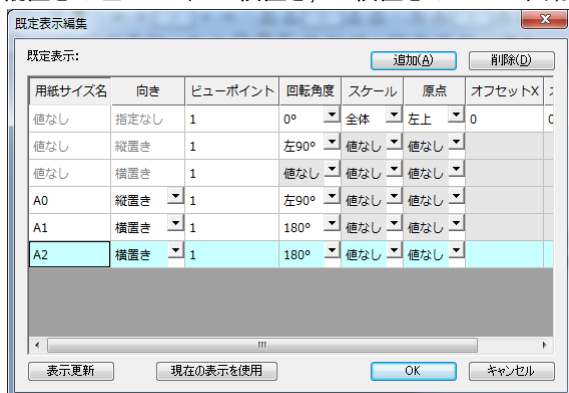 既定表示編集
既定表示: 追加(A) 削除(D)
用紙サイズ名 向き ビューポイント 回転角度 スケール 原点 オフセットX
値なし 指定なし 1 0° 全体 左上 0
値なし 縦置き 1 左90° 値なし 値なし
値なし 横置き 1 値なし 値なし 値なし
A0 縦置き 1 左90° 値なし 値なし
A1 横置き 1 180° 値なし 値なし
A2 横置き 1 180° 値なし 値なし
表示更新 現在の表示を使用 OK キャンセル